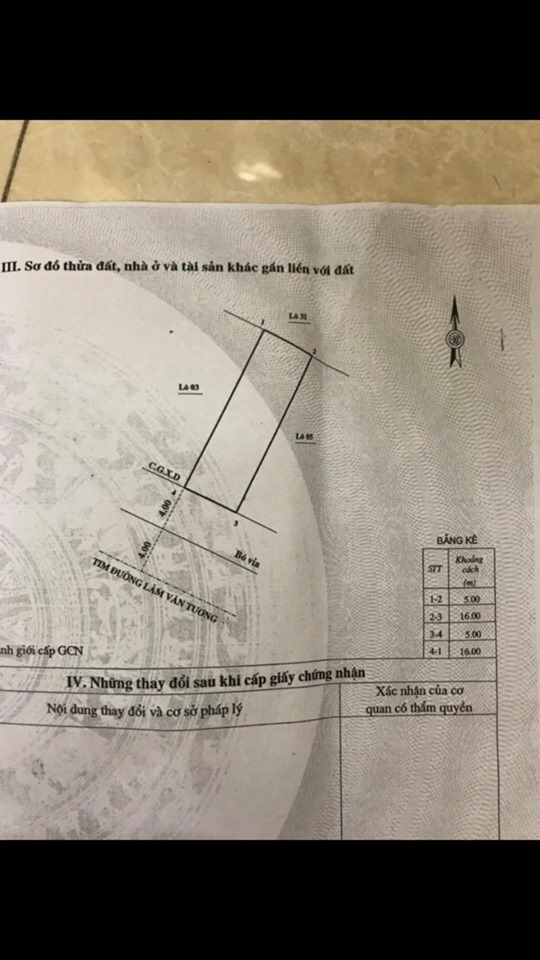 III. Sơ đồ thửa đất, nhà ở và tài sản khác gắn liền với đất
Lô 31
1
2
Lô 03
Lô 05
C.G.X.D
4
3
4.00
4.00
Bó vỉa
TIM ĐƯỜNG LÂM VĂN TƯƠNG
BẢNG KÊ
STT
Khoảng cách (m)
1-2 5.00
2-3 16.00
3-4 5.00
4-1 16.00
nh giới cấp GCN
IV. Những thay đổi sau khi cấp giấy chứng nhận
Nội dung thay đổi và cơ sở pháp lý
Xác nhận của cơ
quan có thẩm quyền